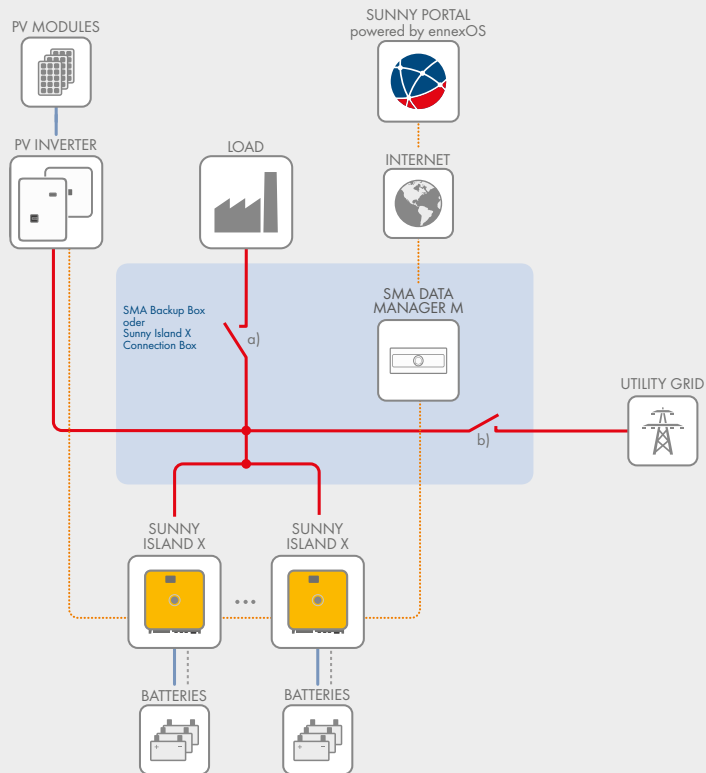 PV MODULES
SUNNY PORTAL
powered by ennexOS
PV INVERTER
LOAD
INTERNET
SMA Backup Box
oder
Sunny Island X
Connection Box
a)
SMA DATA
MANAGER M
b)
UTILITY GRID
SUNNY
ISLAND X
SUNNY
ISLAND X
...
BATTERIES
BATTERIES